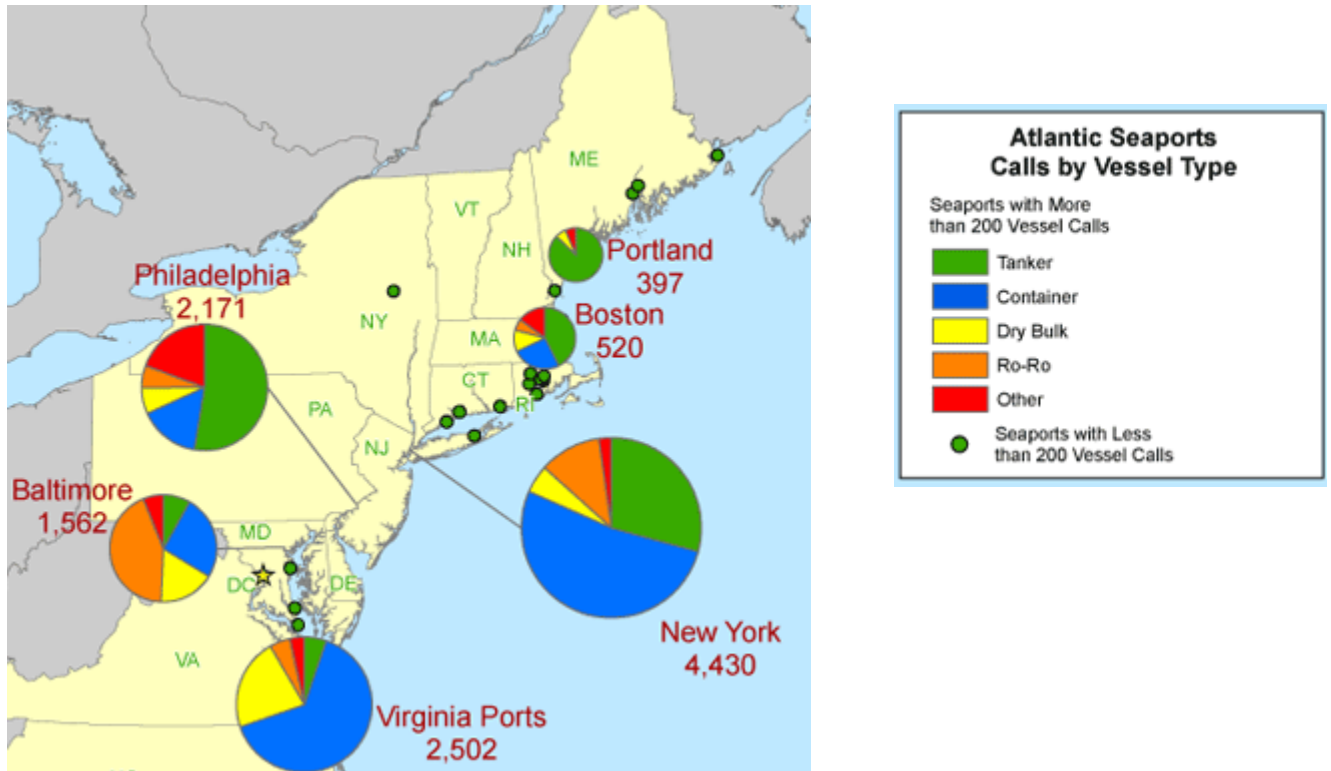 ME
VT
NH
Portland
397
Philadelphia
2,171
NY
Boston
520
MA
CT
RI
PA
NJ
Baltimore
1,562
MD
DC
DE
New York
4,430
VA
Virginia Ports
2,502
Atlantic Seaports
Calls by Vessel Type
Seaports with More
than 200 Vessel Calls
Tanker
Container
Dry Bulk
Ro-Ro
Other
Seaports with Less
than 200 Vessel Calls